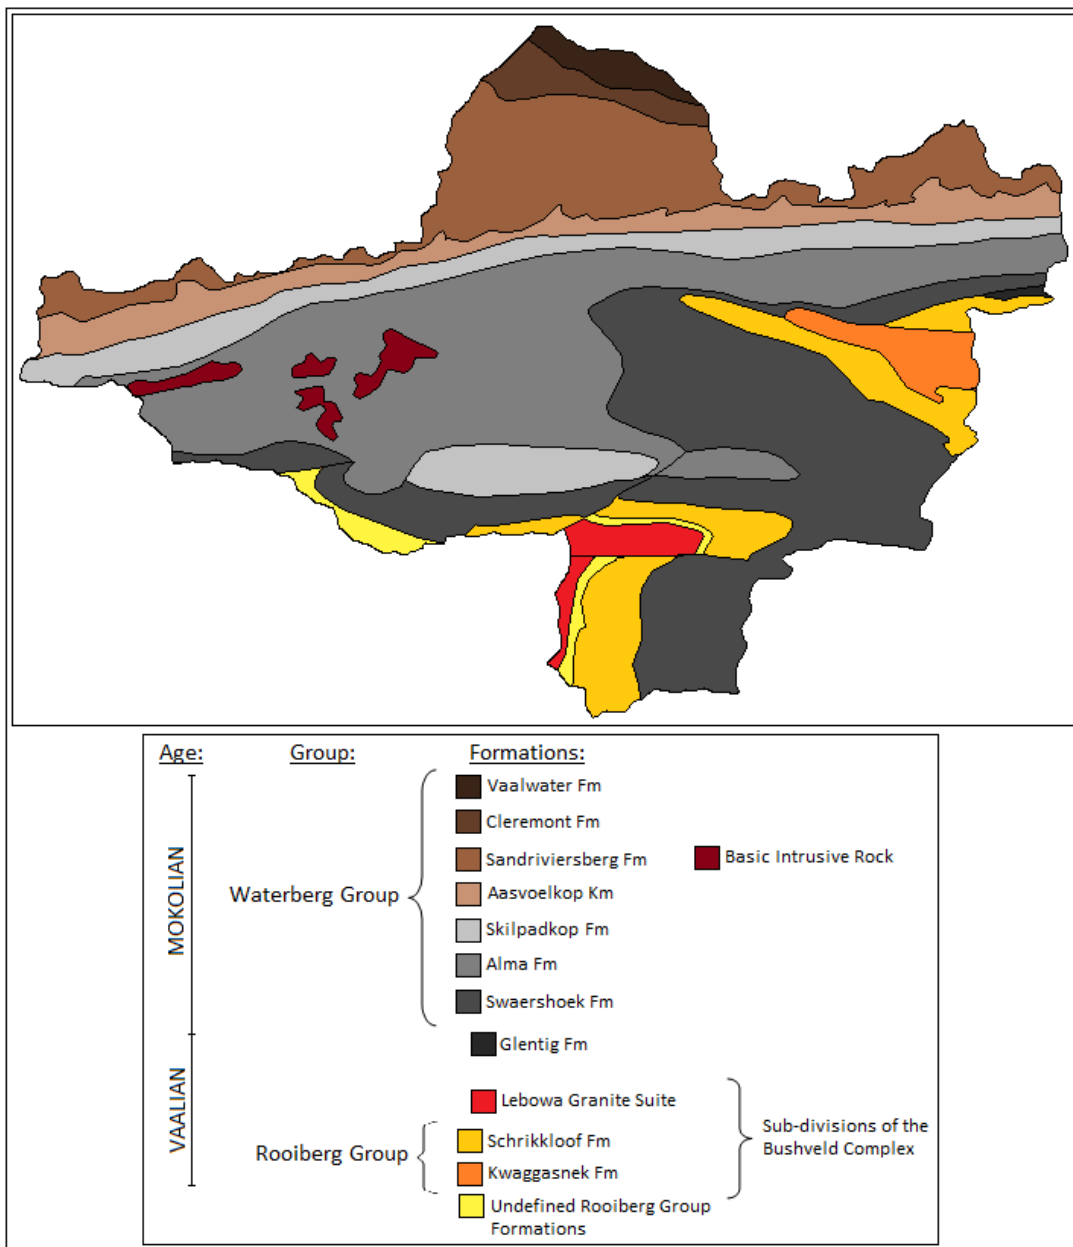 Age: Group: Formations:
Vaalwater Fm
Cleremont Fm
Sandriviersberg Fm
Basic Intrusive Rock
MOKOLIAN
Waterberg Group
Aasvoelkop Km
Skilpadkop Fm
Alma Fm
Swaershoek Fm
Glentig Fm
VAALIAN
Lebowa Granite Suite
Rooiberg Group
Schrikkloof Fm
Kwaggasnek Fm
Sub-divisions of the
Bushveld Complex
Undefined Rooiberg Group
Formations